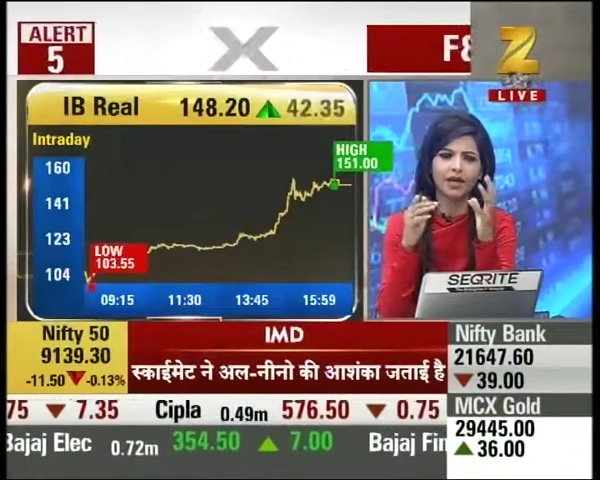 ALERT
5
F&
Z
LIVE
IB Real 148.20 42.35
Intraday
160
141
123
104
HIGH
151.00
LOW
103.55
09:15 11:30 13:45 15:59
SEQRITE
Nifty 50
9139.30
-11.50 -0.13%
IMD
स्काईमेट ने अल-नीनो की आशंका जताई है
Nifty Bank
21647.60
39.00
MCX Gold
29445.00
36.00
75 7.35 Cipla 0.49m 576.50 0.75
Bajaj Elec 0.72m 354.50 7.00 Bajaj Fin